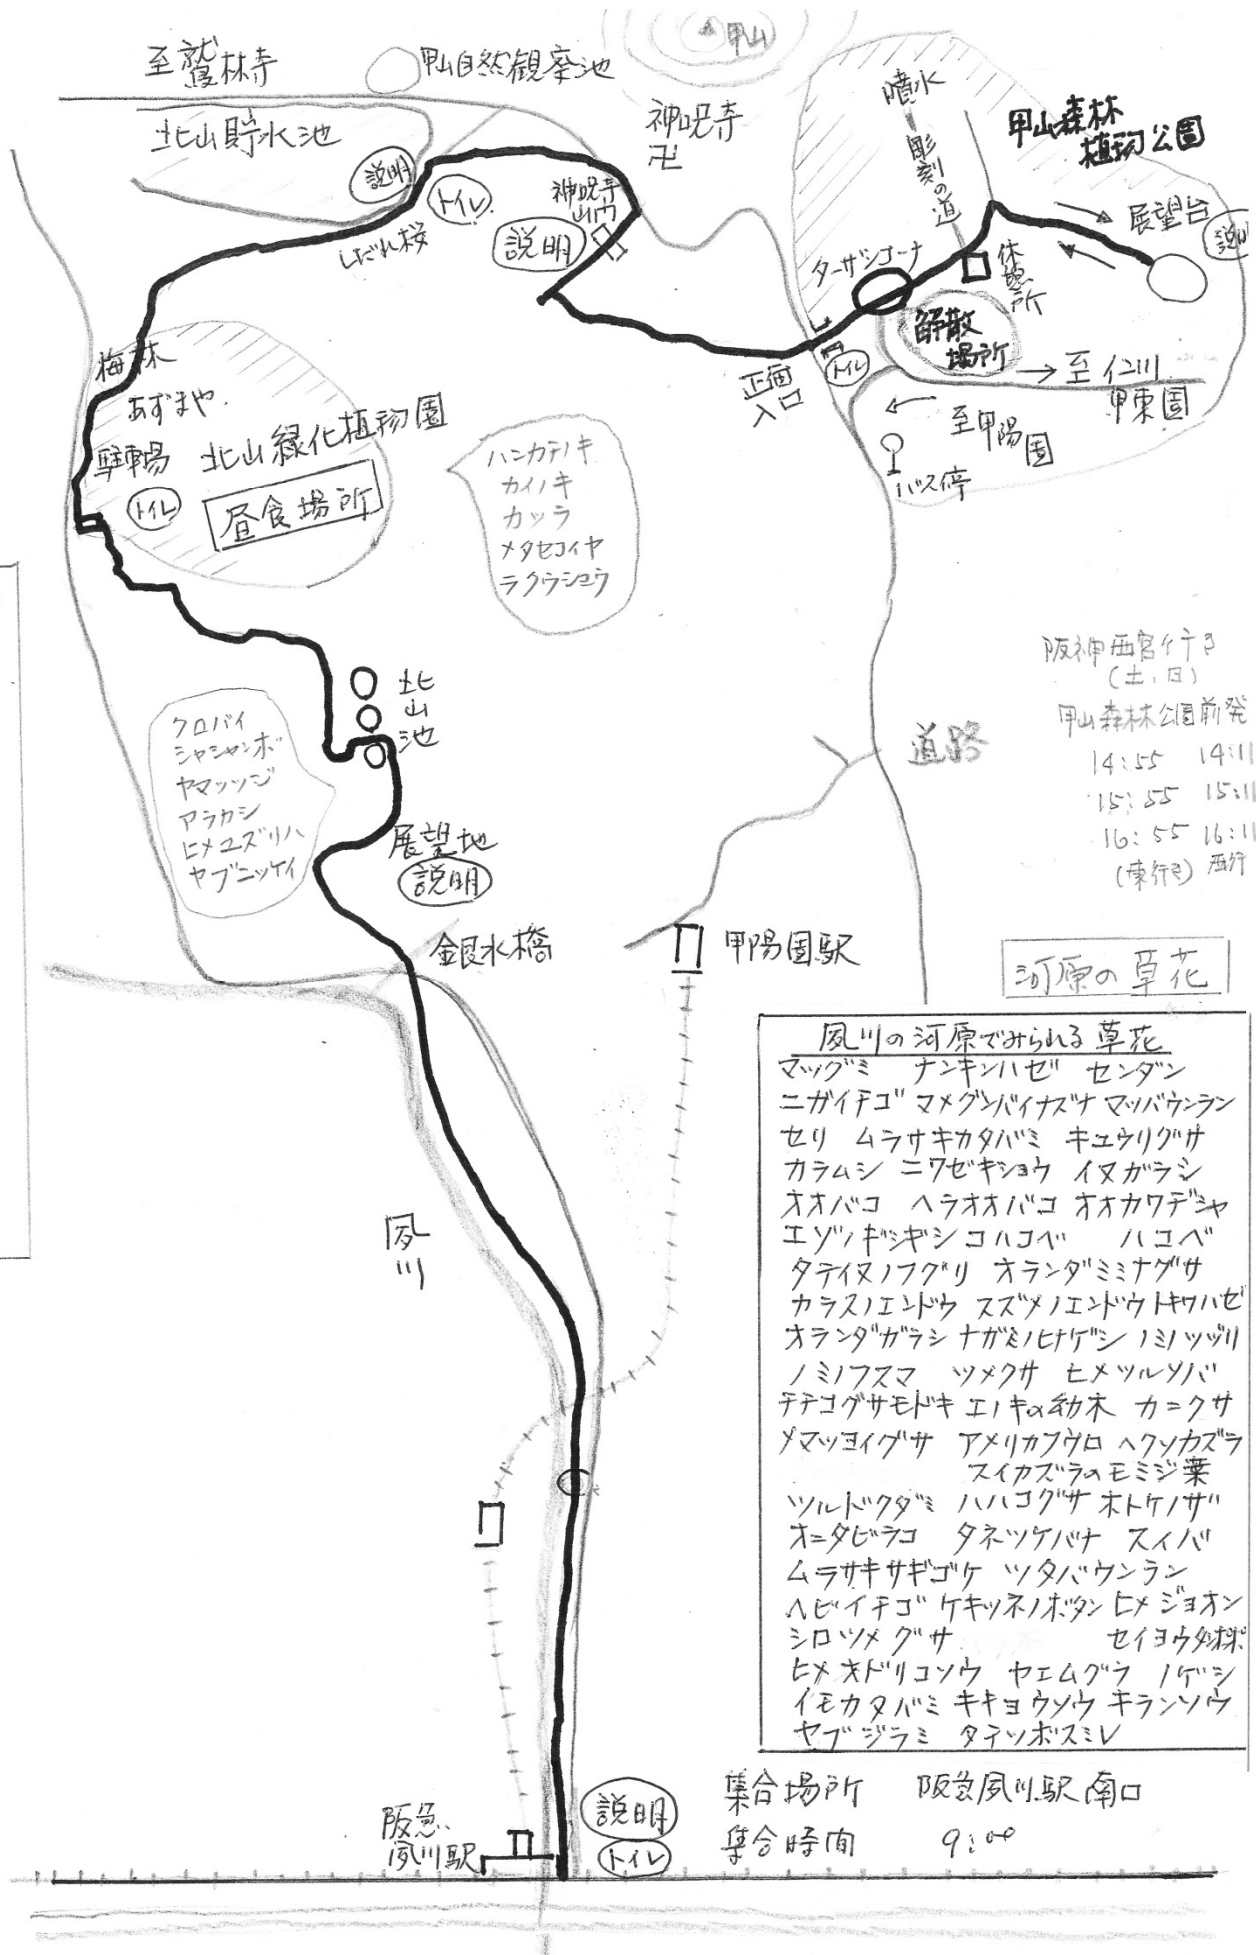 甲山
至鷲林寺
甲山自然観察池
北山貯水池
神呪寺
卍
噴水
彫刻の道
甲山森林
植物公園
説明
トイレ
神呪寺
山門
説明
しだれ桜
展望台
説明
ターザンコーナ
休憩所
解散
場所
正面
入口
トイレ
至仁川
甲東園
至甲陽園
バス停
梅林
あずまや
駐車場
北山緑化植物園
トイレ
昼食場所
ハンカチノキ
カイノキ
カツラ
メタセコイヤ
ラクウショウ
北山池
クロバイ
シャシャンボ
ヤマツツジ
アラカシ
ヒメユズリハ
ヤブニッケイ
展望地
説明
銀水橋
道路
甲陽園駅
阪神西宮行き
(土、日)
甲山森林公園前発
14:55 14:11
15:55 15:11
16:55 16:11
(東行き) 西行
河原の草花
夙川の河原でみられる草花
マツグミ ナンキンハゼ センダン
ニガイチゴ マメグンバイナズナ マツバウンラン
セリ ムラサキカタバミ キュウリグサ
カラムシ ニワゼキショウ イヌガラシ
オオバコ ヘラオオバコ オオカワヂシャ
エゾノギシギシ コハコベ ハコベ
タチイヌノフグリ オランダミミナグサ
カラスノエンドウ スズメノエンドウ トキワハゼ
オランダガラシ ナガミノヒナゲシ ノミノツヅリ
ノミノフスマ ツメクサ ヒメツルソバ
チチコグサモドキ エノキの幼木 カニクサ
メマツヨイグサ アメリカフウロ ヘクソカズラ
スイカズラのモミジ葉
ツルドクダミ ハハコグサ ホトケノザ
オニタビラコ タネツケバナ スイバ
ムラサキサギゴケ ツタバウンラン
ヘビイチゴ ケキツネノボタン ヒメジョオン
シロツメグサ セイヨウタンポポ
ヒメオドリコソウ ヤエムグラ ノゲシ
イモカタバミ キキョウソウ キランソウ
ヤブジラミ タチツボスミレ
夙川
阪急
夙川駅
説明
トイレ
集合場所 阪急夙川駅南口
集合時間 9:00